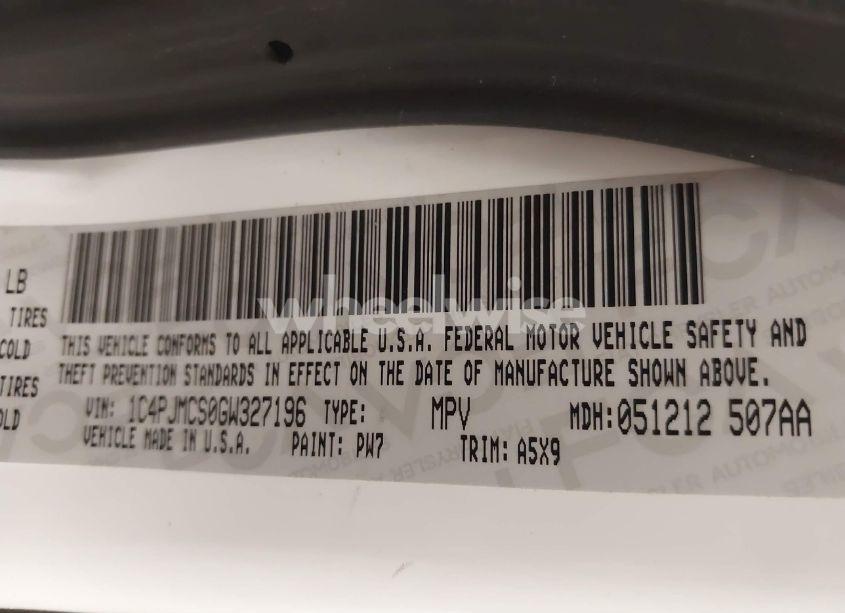 LB
TIRES
COLD
TIRES
OLD
wheelwise
THIS VEHICLE CONFORMS TO ALL APPLICABLE U.S.A. FEDERAL MOTOR VEHICLE SAFETY AND
THEFT PREVENTION STANDARDS IN EFFECT ON THE DATE OF MANUFACTURE SHOWN ABOVE.
VIN: 1C4PJMCS0GW327196 TYPE: MPV MDH:051212 507AA
VEHICLE MADE IN U.S.A. PAINT: PW7 TRIM: A5X9